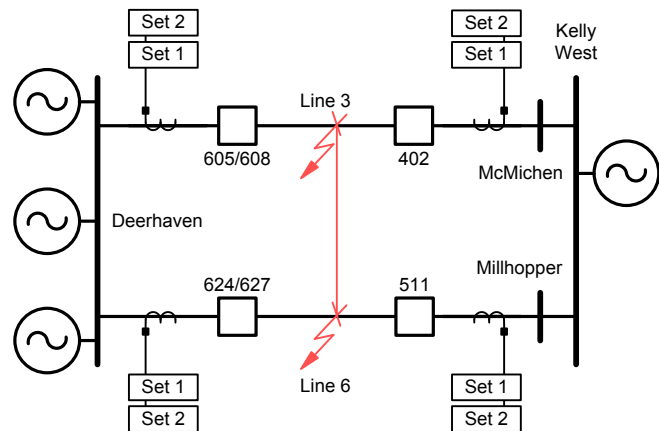 Set 2
Set 1
Set 2
Set 1
Kelly
West
Line 3
605/608
402
McMichen
Deerhaven
Millhopper
624/627
511
Set 1
Set 2
Line 6
Set 1
Set 2